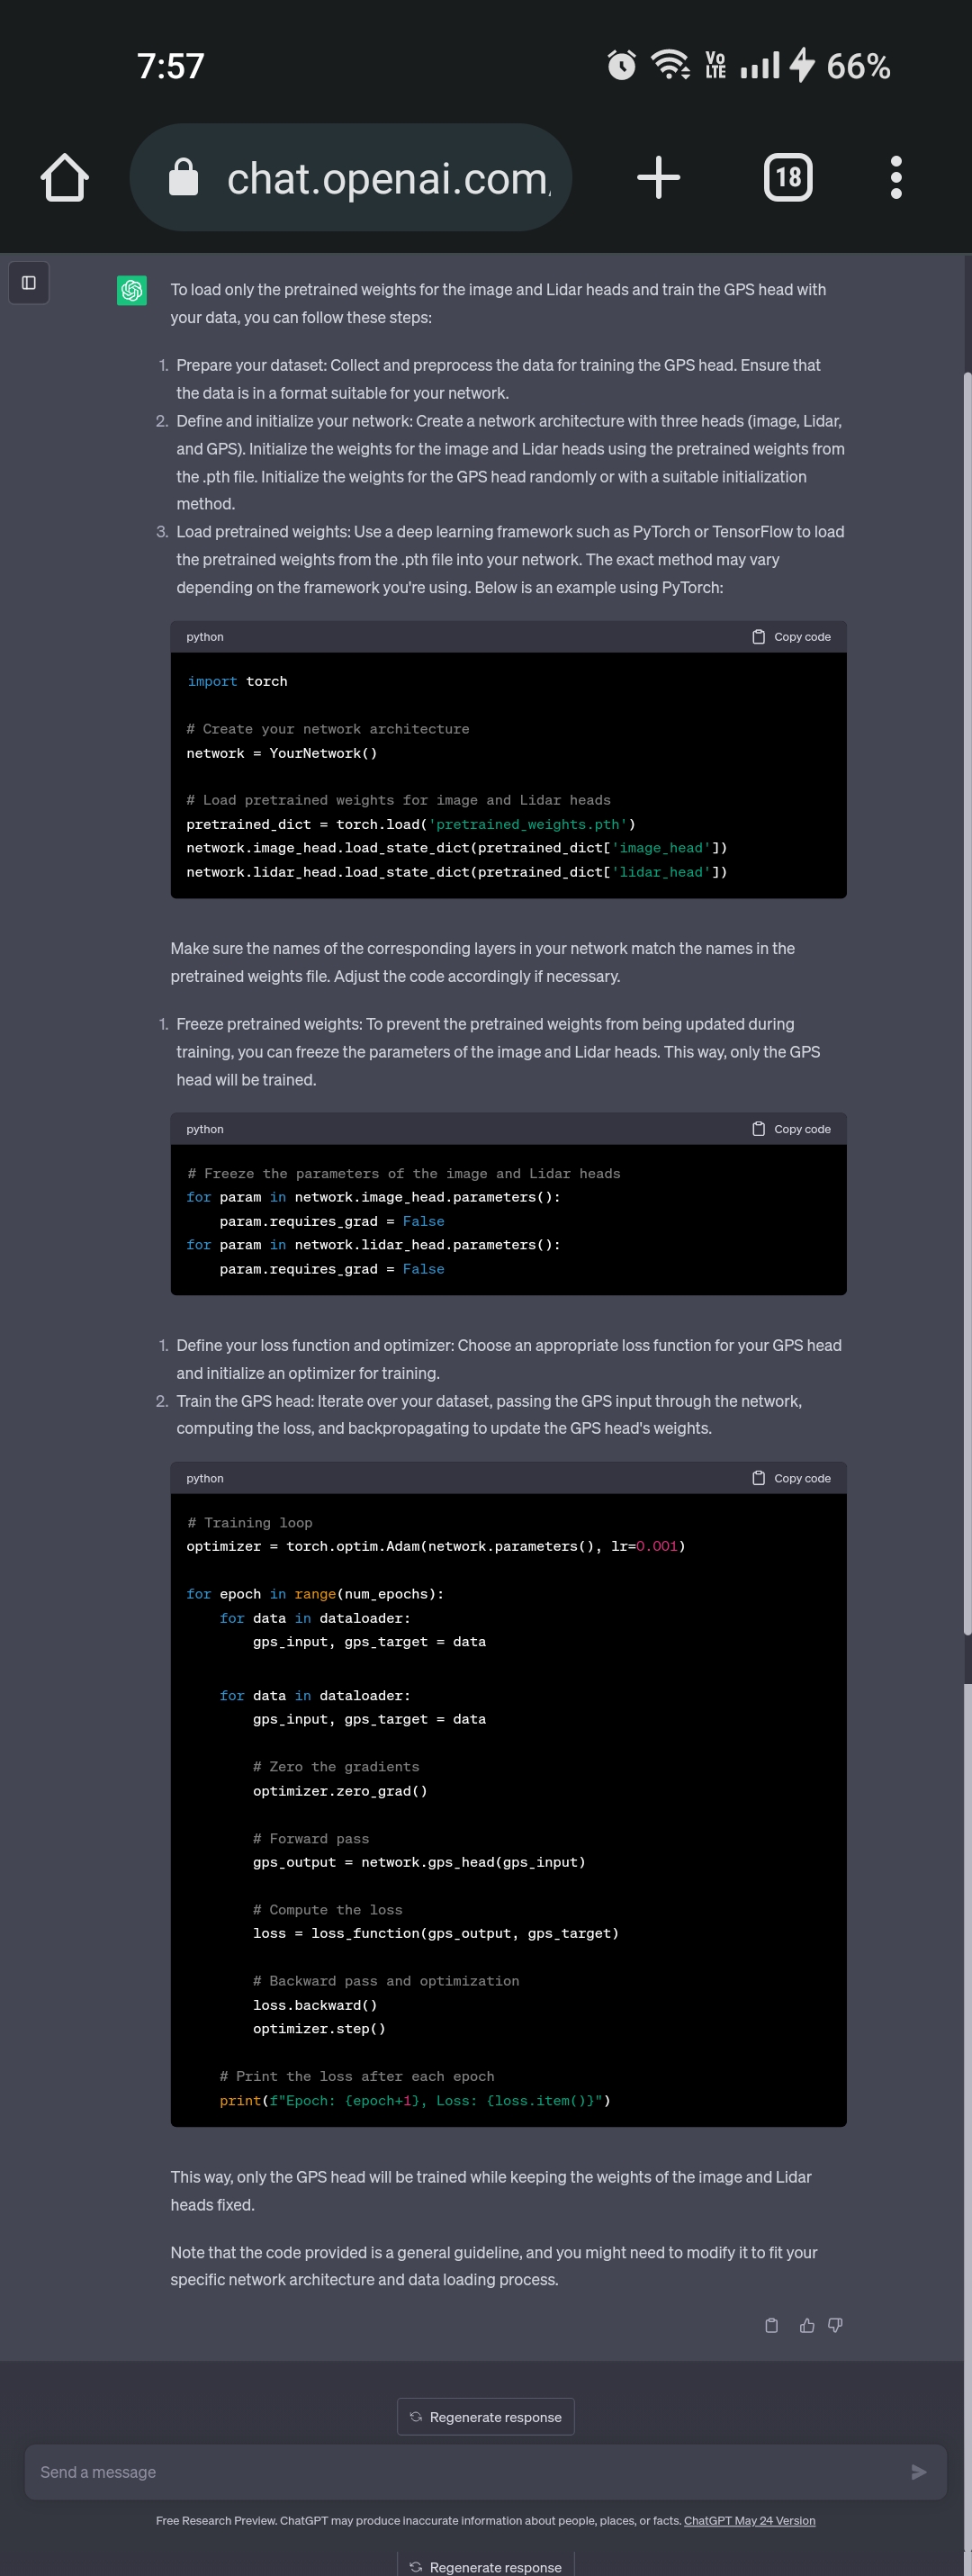 7:57
Vo
LTE
66%
chat.openai.com/
18
To load only the pretrained weights for the image and Lidar heads and train the GPS head with
your data, you can follow these steps:
1. Prepare your dataset: Collect and preprocess the data for training the GPS head. Ensure that
the data is in a format suitable for your network.
2. Define and initialize your network: Create a network architecture with three heads (image, Lidar,
and GPS). Initialize the weights for the image and Lidar heads using the pretrained weights from
the .pth file. Initialize the weights for the GPS head randomly or with a suitable initialization
method.
3. Load pretrained weights: Use a deep learning framework such as PyTorch or TensorFlow to load
the pretrained weights from the .pth file into your network. The exact method may vary
depending on the framework you're using. Below is an example using PyTorch:
python Copy code
import torch
# Create your network architecture
network = YourNetwork()
# Load pretrained weights for image and Lidar heads
pretrained_dict = torch.load('pretrained_weights.pth')
network.image_head.load_state_dict(pretrained_dict['image_head'])
network.lidar_head.load_state_dict(pretrained_dict['lidar_head'])
Make sure the names of the corresponding layers in your network match the names in the
pretrained weights file. Adjust the code accordingly if necessary.
1. Freeze pretrained weights: To prevent the pretrained weights from being updated during
training, you can freeze the parameters of the image and Lidar heads. This way, only the GPS
head will be trained.
python Copy code
# Freeze the parameters of the image and Lidar heads
for param in network.image_head.parameters():
    param.requires_grad = False
for param in network.lidar_head.parameters():
    param.requires_grad = False
1. Define your loss function and optimizer: Choose an appropriate loss function for your GPS head
and initialize an optimizer for training.
2. Train the GPS head: Iterate over your dataset, passing the GPS input through the network,
computing the loss, and backpropagating to update the GPS head's weights.
python Copy code
# Training loop
optimizer = torch.optim.Adam(network.parameters(), lr=0.001)
for epoch in range(num_epochs):
    for data in dataloader:
        gps_input, gps_target = data
    for data in dataloader:
        gps_input, gps_target = data
        # Zero the gradients
        optimizer.zero_grad()
        # Forward pass
        gps_output = network.gps_head(gps_input)
        # Compute the loss
        loss = loss_function(gps_output, gps_target)
        # Backward pass and optimization
        loss.backward()
        optimizer.step()
    # Print the loss after each epoch
    print(f"Epoch: {epoch+1}, Loss: {loss.item()}")
This way, only the GPS head will be trained while keeping the weights of the image and Lidar
heads fixed.
Note that the code provided is a general guideline, and you might need to modify it to fit your
specific network architecture and data loading process.
Regenerate response
Send a message
Free Research Preview. ChatGPT may produce inaccurate information about people, places, or facts. ChatGPT May 24 Version
Regenerate response